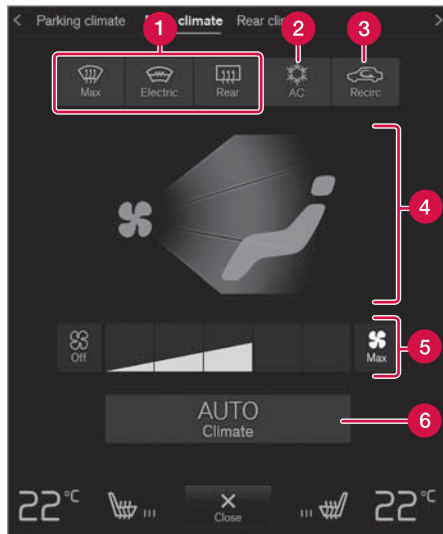 Parking climate climate Rear
1 2 3
Max Electric Rear AC Recirc
4
Off Max 5
AUTO 6
Climate
22°C Close 22°C